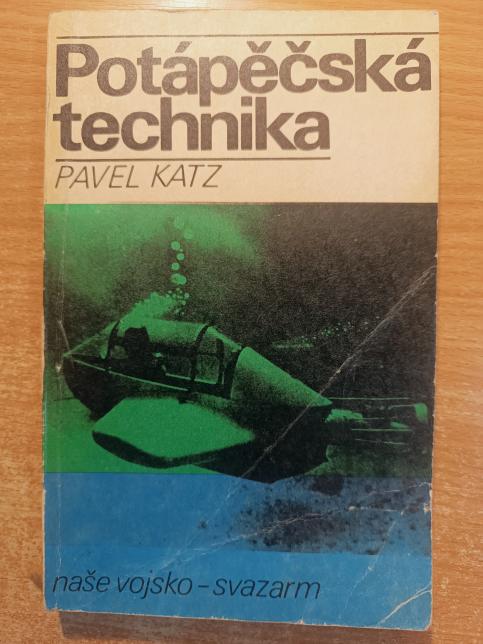 Potápěčská
technika
PAVEL KATZ
naše vojsko – svazarm